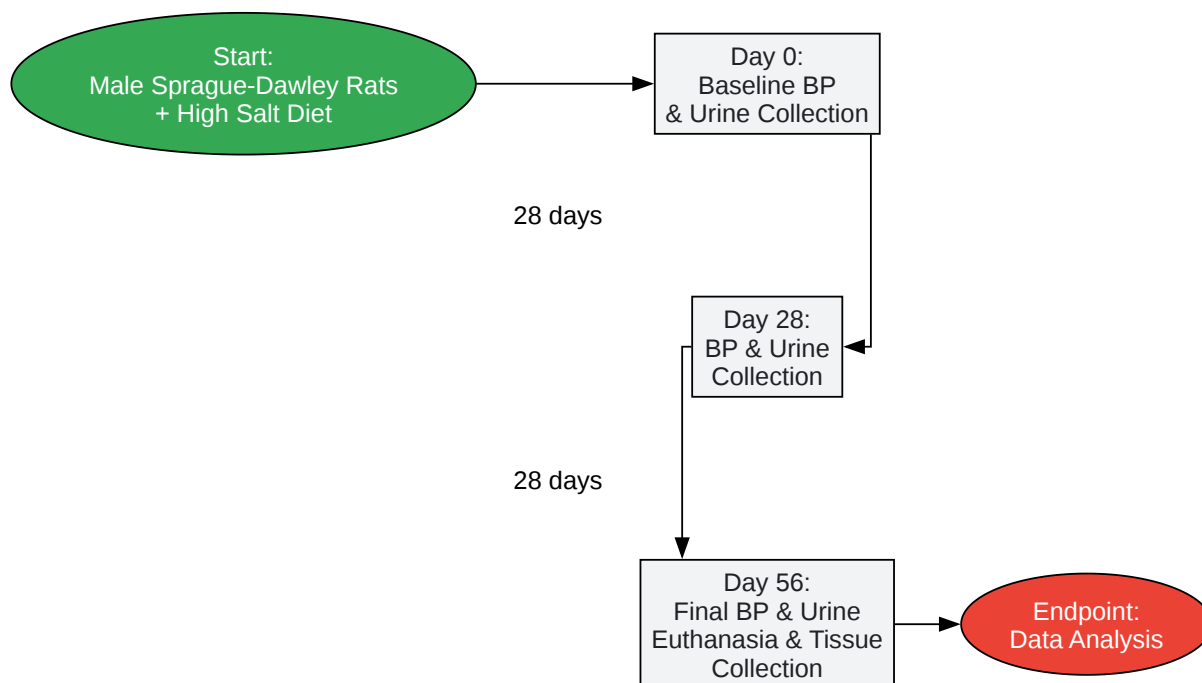 Start:
Male Sprague-Dawley Rats
+ High Salt Diet
Day 0:
Baseline BP
& Urine Collection
28 days
Day 28:
BP & Urine
Collection
28 days
Day 56:
Final BP & Urine
Euthanasia & Tissue
Collection
Endpoint:
Data Analysis